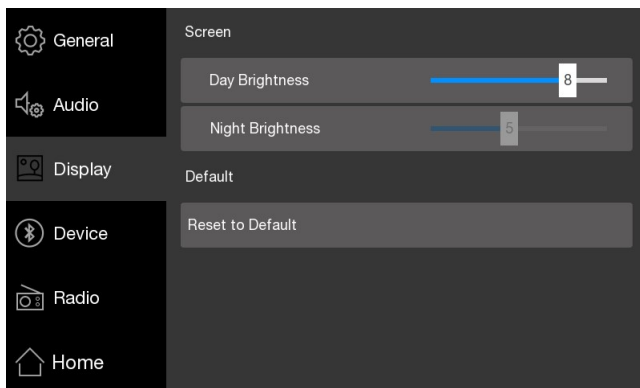 General
Audio
Display
Device
Radio
Home
Screen
Day Brightness 8
Night Brightness 5
Default
Reset to Default